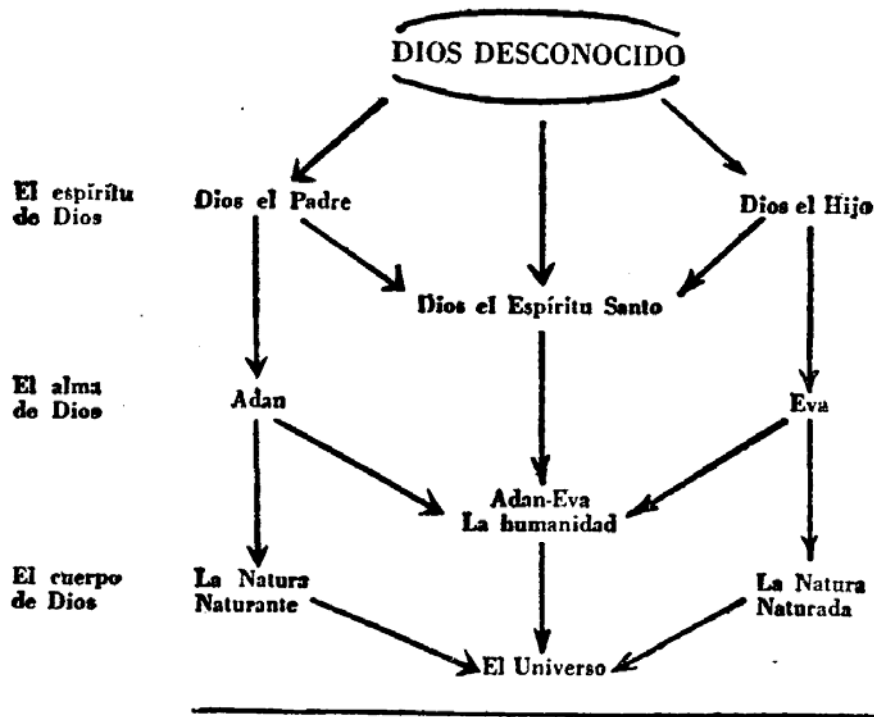 DIOS DESCONOCIDO
El espíritu
de Dios
Dios el Padre
Dios el Hijo
Dios el Espíritu Santo
El alma
de Dios
Adan
Eva
Adan-Eva
La humanidad
El cuerpo
de Dios
La Natura
Naturante
La Natura
Naturada
El Universo